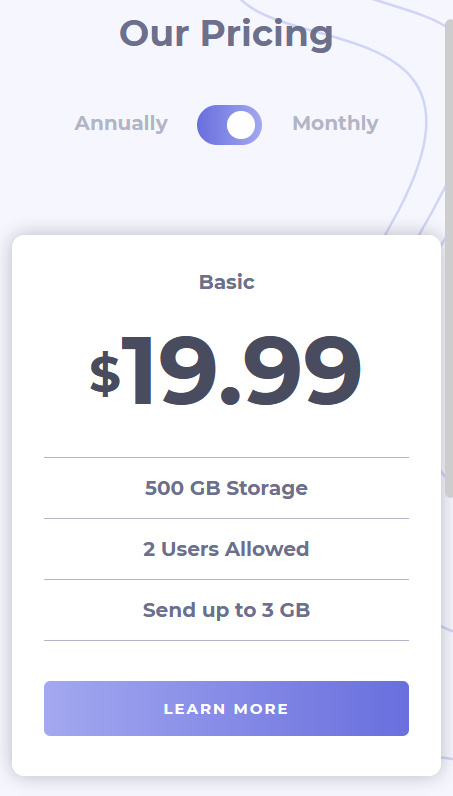 Our Pricing
Annually Monthly
Basic
$19.99
500 GB Storage
2 Users Allowed
Send up to 3 GB
LEARN MORE